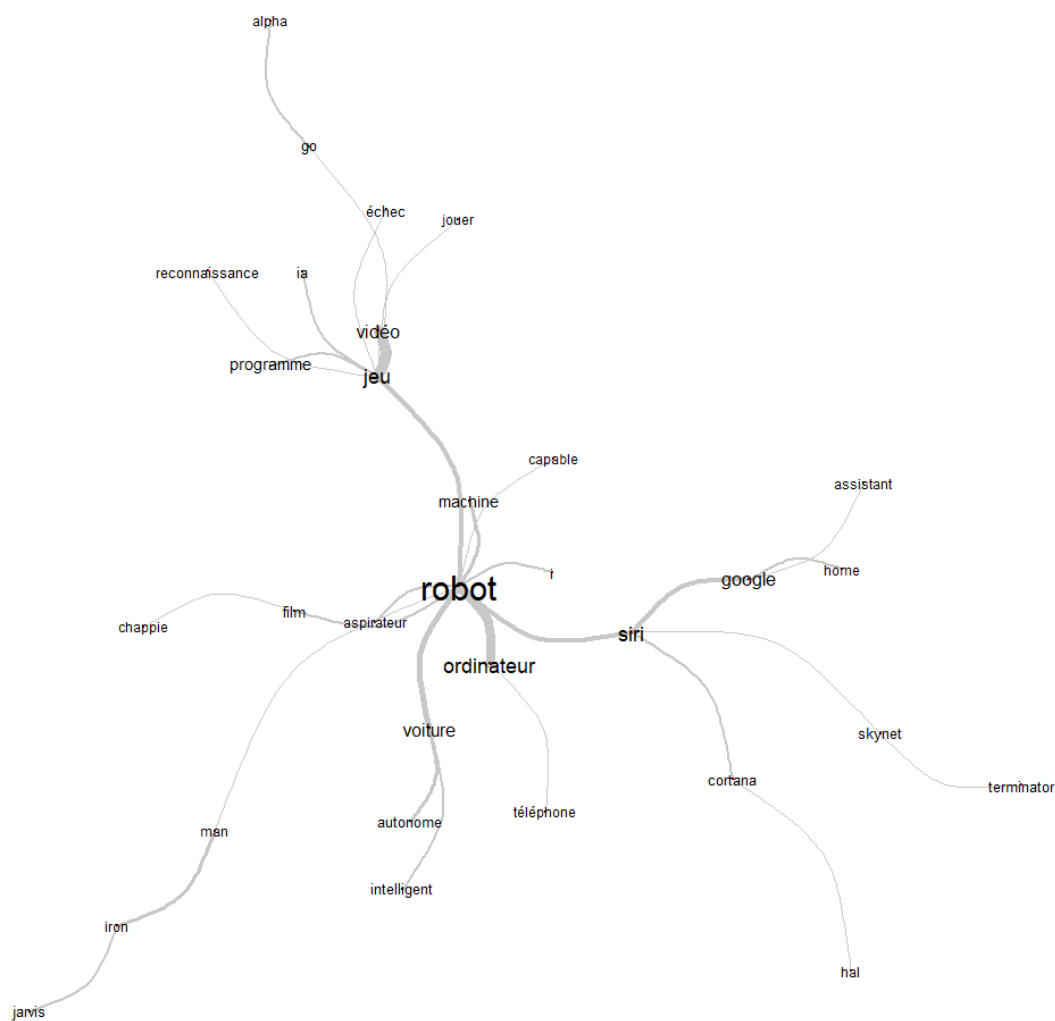 alpha
go
échec
jouer
reconnaissance
ia
vidéo
programme
jeu
capable
machine
assistant
robot
google
home
film
aspirateur
chappie
siri
ordinateur
voiture
skynet
cortana
terminator
téléphone
autonome
man
intelligent
iron
hal
jarvis